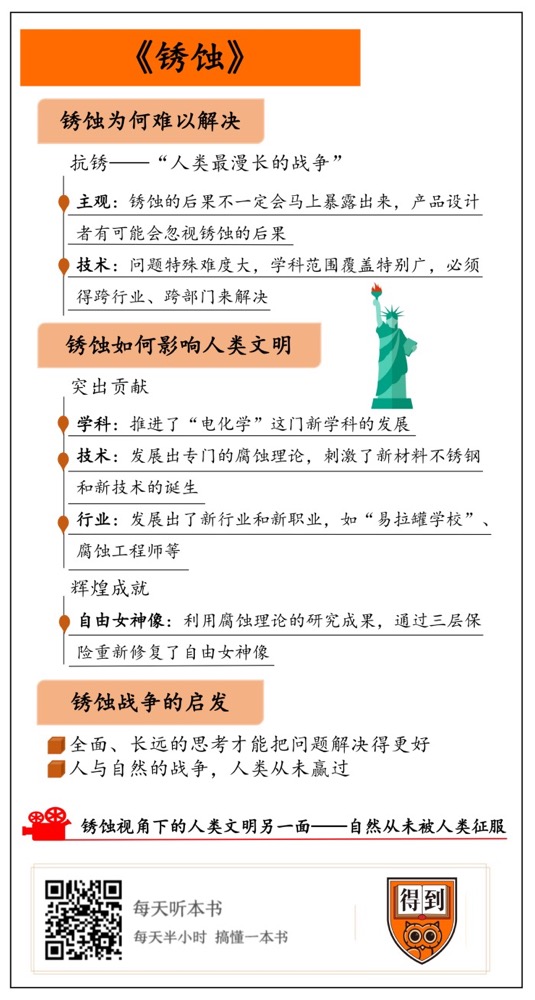 《锈蚀》
锈蚀为何难以解决
抗锈——“人类最漫长的战争”
主观：锈蚀的后果不一定会马上暴露出来，产品设计
者有可能会忽视锈蚀的后果
技术：问题特殊难度大，学科范围覆盖特别广，必须
得跨行业、跨部门来解决
锈蚀如何影响人类文明
突出贡献
学科：推进了“电化学”这门新学科的发展
技术：发展出专门的腐蚀理论，刺激了新材料不锈钢
和新技术的诞生
行业：发展出了新行业和新职业，如“易拉罐学校”、
腐蚀工程师等
辉煌成就
自由女神像：利用腐蚀理论的研究成果，通过三层保
险重新修复了自由女神像
锈蚀战争的启发
全面、长远的思考才能把问题解决得更好
人与自然的战争，人类从未赢过
锈蚀视角下的人类文明另一面——自然从未被人类征服
每天听本书
每天半小时 搞懂一本书
得到